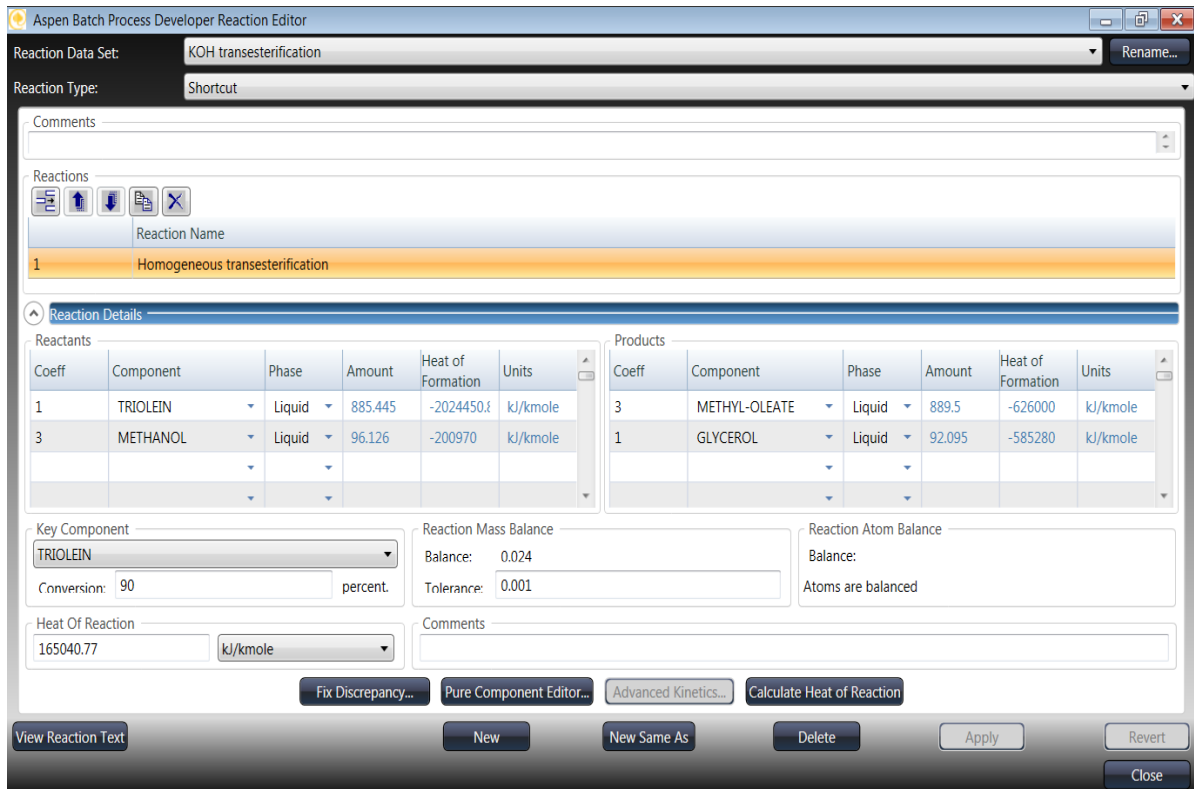 Aspen Batch Process Developer Reaction Editor
Reaction Data Set: KOH transesterification Rename...
Reaction Type: Shortcut
Comments
Reactions
Reaction Name
1 Homogeneous transesterification
Reaction Details
Reactants
Coeff Component Phase Amount Heat of Formation Units
1 TRIOLEIN Liquid 885.445 -2024450.8 kJ/kmole
3 METHANOL Liquid 96.126 -200970 kJ/kmole
Products
Coeff Component Phase Amount Heat of Formation Units
3 METHYL-OLEATE Liquid 889.5 -626000 kJ/kmole
1 GLYCEROL Liquid 92.095 -585280 kJ/kmole
Key Component
TRIOLEIN
Conversion: 90 percent.
Reaction Mass Balance
Balance: 0.024
Tolerance: 0.001
Reaction Atom Balance
Balance:
Atoms are balanced
Heat Of Reaction
165040.77 kJ/kmole
Comments
Fix Discrepancy... Pure Component Editor... Advanced Kinetics... Calculate Heat of Reaction
View Reaction Text New New Same As Delete Apply Revert
Close